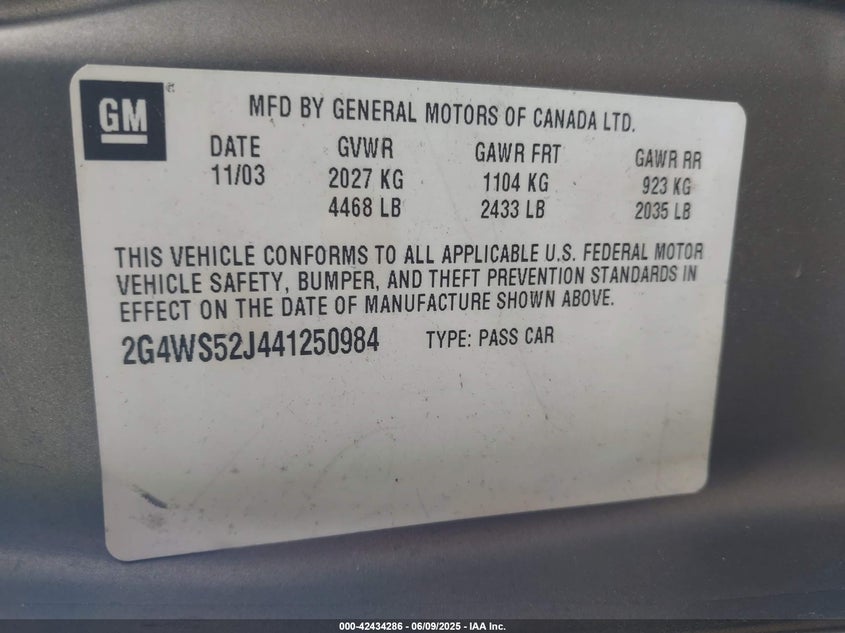 GM
MFD BY GENERAL MOTORS OF CANADA LTD.
DATE GVWR GAWR FRT GAWR RR
11/03 2027 KG 1104 KG 923 KG
4468 LB 2433 LB 2035 LB
THIS VEHICLE CONFORMS TO ALL APPLICABLE U.S. FEDERAL MOTOR
VEHICLE SAFETY, BUMPER, AND THEFT PREVENTION STANDARDS IN
EFFECT ON THE DATE OF MANUFACTURE SHOWN ABOVE.
2G4WS52J441250984 TYPE: PASS CAR
000-42434286 - 06/09/2025 - IAA Inc.